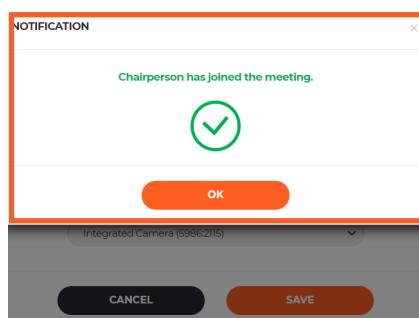 NOTIFICATION ×
Chairperson has joined the meeting.
OK
Integrated Camera (5986:2115)
CANCEL SAVE